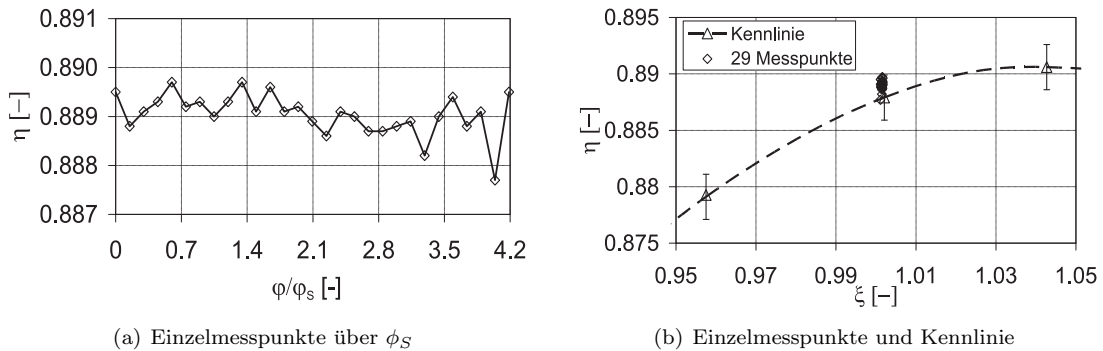 0.891
0.890
0.889
0.888
0.887
η [–]
0 0.7 1.4 2.1 2.8 3.5 4.2
φ/φs [-]
(a) Einzelmesspunkte über ϕS
0.895
0.89
0.885
0.88
0.875
η [–]
Kennlinie
29 Messpunkte
0.95 0.97 0.99 1.01 1.03 1.05
ξ [–]
(b) Einzelmesspunkte und Kennlinie